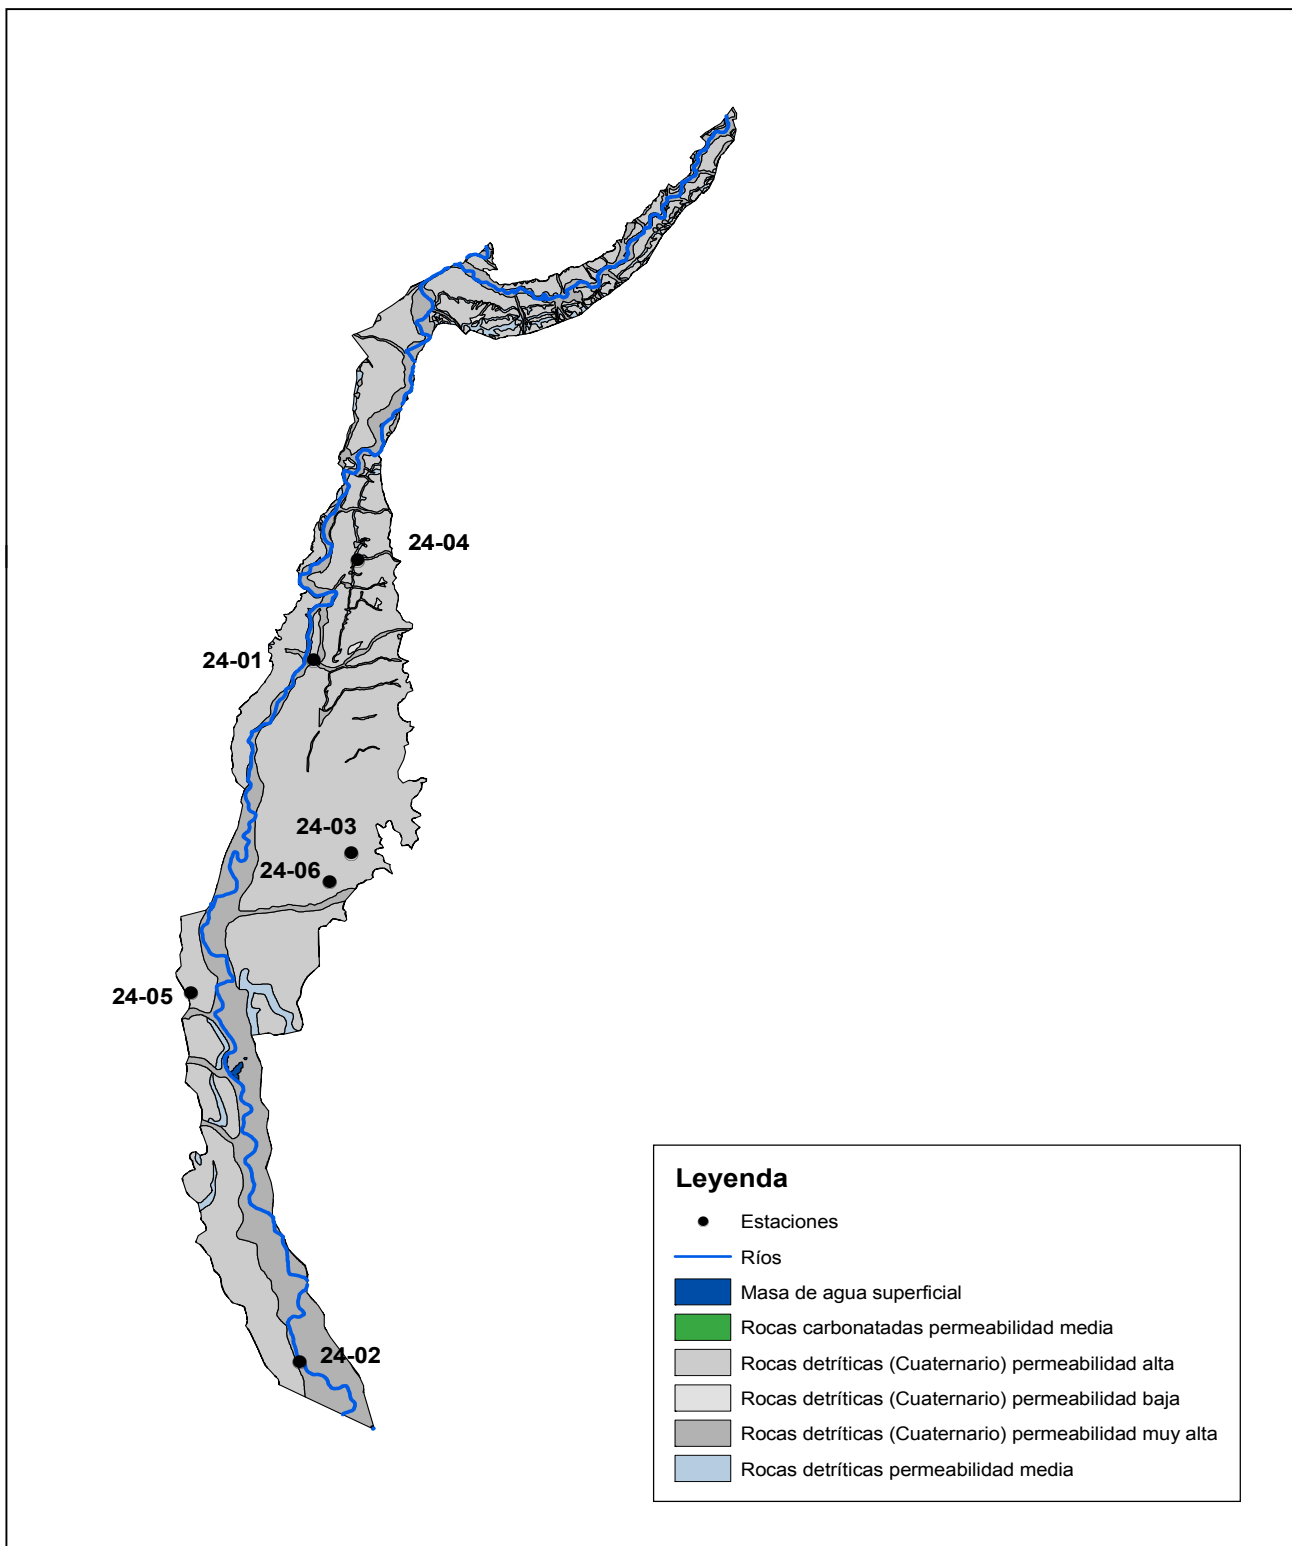 24-04
24-01
24-03
24-06
24-05
24-02
Leyenda
Estaciones
Ríos
Masa de agua superficial
Rocas carbonatadas permeabilidad media
Rocas detríticas (Cuaternario) permeabilidad alta
Rocas detríticas (Cuaternario) permeabilidad baja
Rocas detríticas (Cuaternario) permeabilidad muy alta
Rocas detríticas permeabilidad media